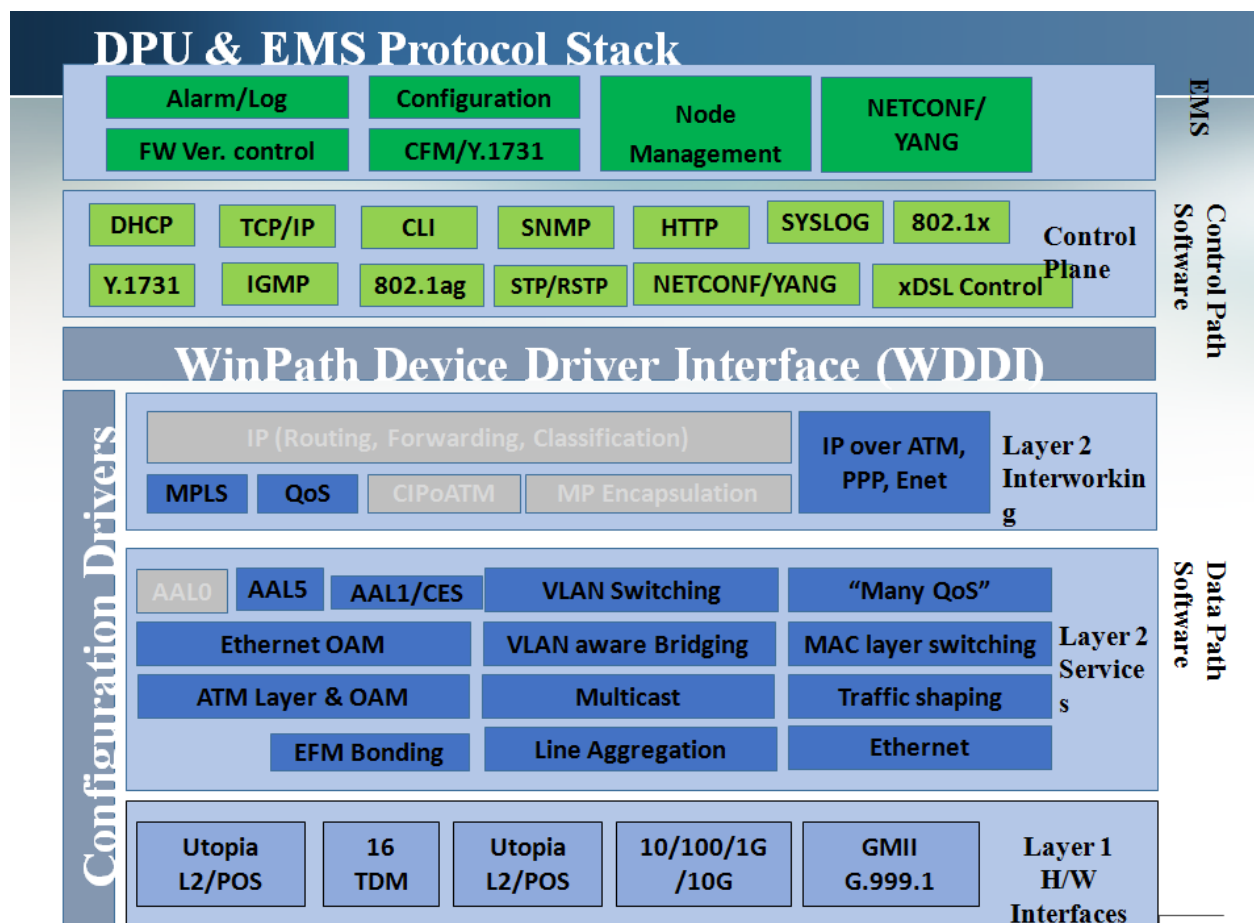 DPU & EMS Protocol Stack
Alarm/Log
Configuration
Node
Management
NETCONF/
YANG
FW Ver. control
CFM/Y.1731
EMS
DHCP
TCP/IP
CLI
SNMP
HTTP
SYSLOG
802.1x
Control
Plane
Y.1731
IGMP
802.1ag
STP/RSTP
NETCONF/YANG
xDSL Control
Control Path
Software
WinPath Device Driver Interface (WDDI)
Configuration Drivers
IP (Routing, Forwarding, Classification)
IP over ATM,
PPP, Enet
Layer 2
Interworkin
g
MPLS
QoS
CIPoATM
MP Encapsulation
AAL0
AAL5
AAL1/CES
VLAN Switching
“Many QoS”
Ethernet OAM
VLAN aware Bridging
MAC layer switching
Layer 2
Service
s
ATM Layer & OAM
Multicast
Traffic shaping
EFM Bonding
Line Aggregation
Ethernet
Data Path
Software
Utopia
L2/POS
16
TDM
Utopia
L2/POS
10/100/1G
/10G
GMII
G.999.1
Layer 1
H/W
Interfaces